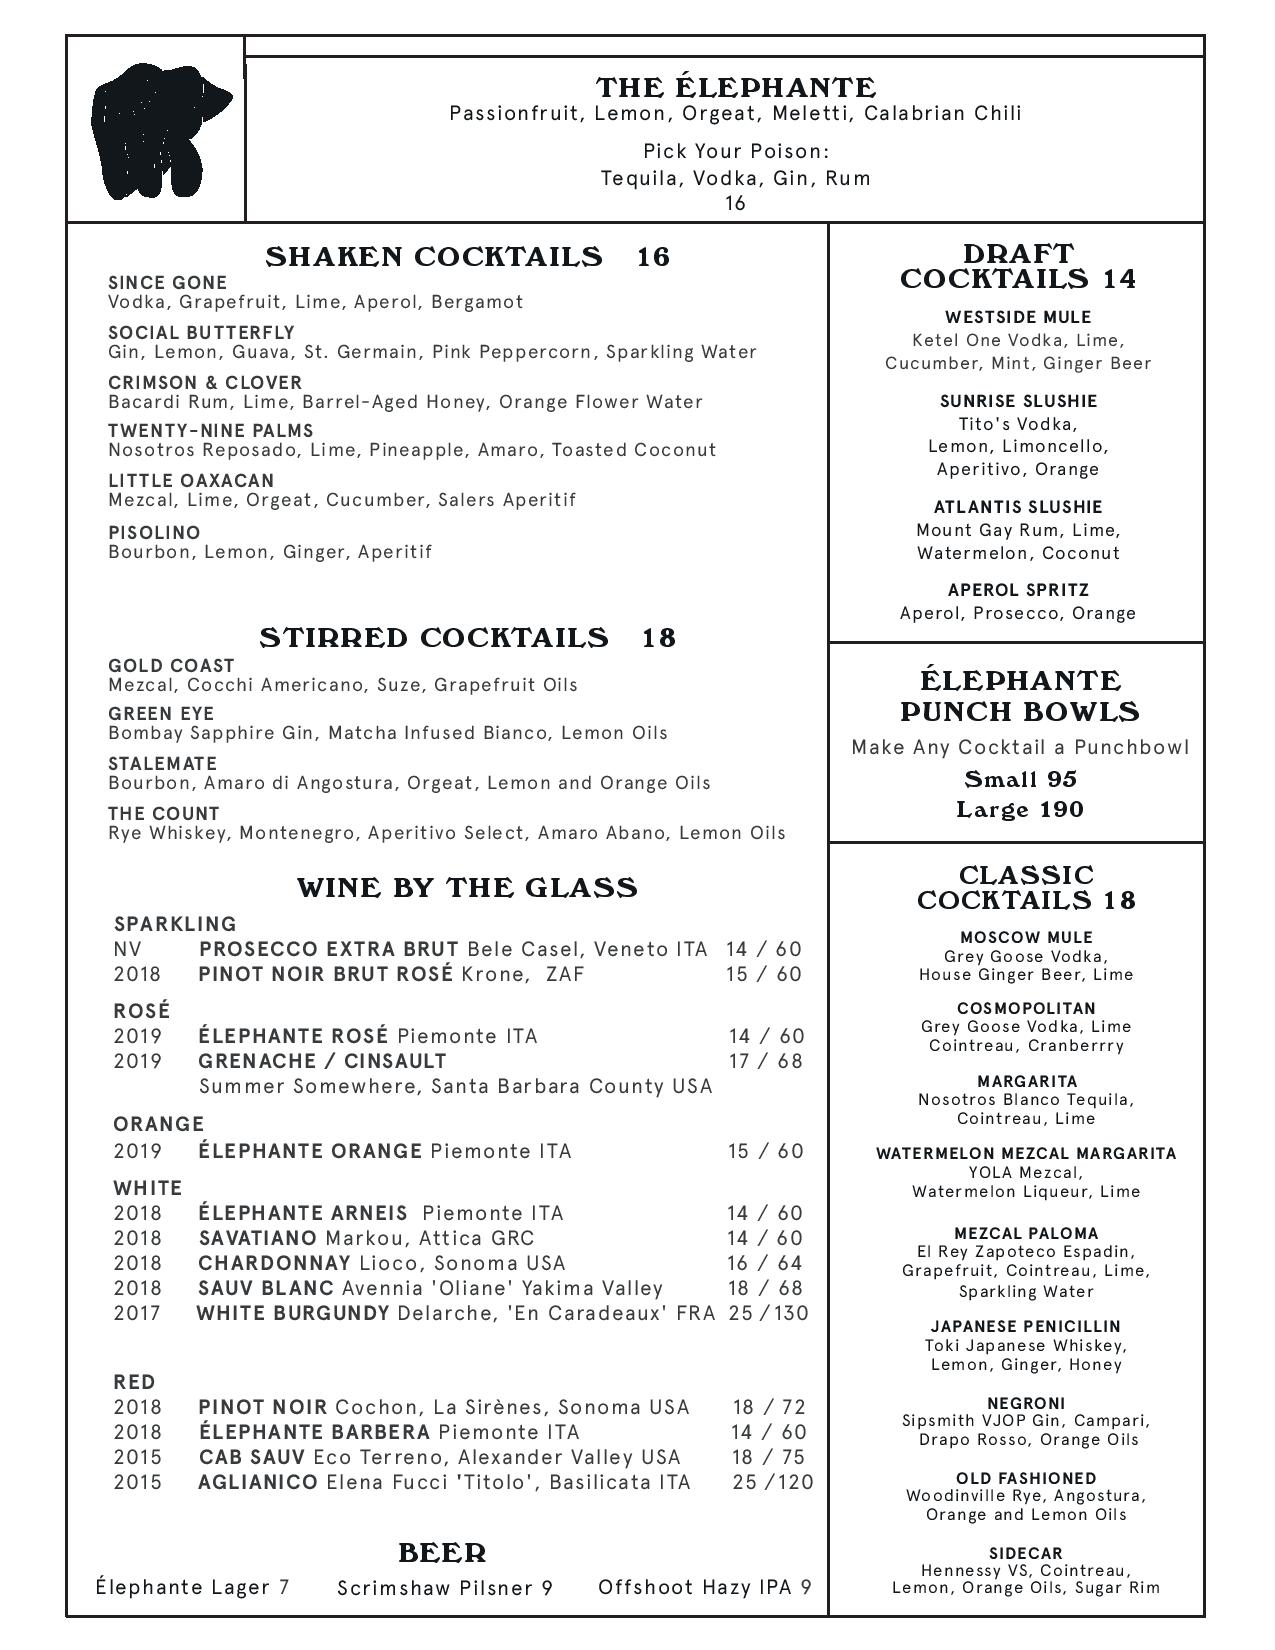 THE ÉLEPHANTE
Passionfruit, Lemon, Orgeat, Meletti, Calabrian Chili
Pick Your Poison:
Tequila, Vodka, Gin, Rum
16
SHAKEN COCKTAILS 16
SINCE GONE
Vodka, Grapefruit, Lime, Aperol, Bergamot
SOCIAL BUTTERFLY
Gin, Lemon, Guava, St. Germain, Pink Peppercorn, Sparkling Water
CRIMSON & CLOVER
Bacardi Rum, Lime, Barrel-Aged Honey, Orange Flower Water
TWENTY-NINE PALMS
Nosotros Reposado, Lime, Pineapple, Amaro, Toasted Coconut
LITTLE OAXACAN
Mezcal, Lime, Orgeat, Cucumber, Salers Aperitif
PISOLINO
Bourbon, Lemon, Ginger, Aperitif
STIRRED COCKTAILS 18
GOLD COAST
Mezcal, Cocchi Americano, Suze, Grapefruit Oils
GREEN EYE
Bombay Sapphire Gin, Matcha Infused Bianco, Lemon Oils
STALEMATE
Bourbon, Amaro di Angostura, Orgeat, Lemon and Orange Oils
THE COUNT
Rye Whiskey, Montenegro, Aperitivo Select, Amaro Abano, Lemon Oils
WINE BY THE GLASS
SPARKLING
NV PROSECCO EXTRA BRUT Bele Casel, Veneto ITA 14 / 60
2018 PINOT NOIR BRUT ROSÉ Krone, ZAF 15 / 60
ROSÉ
2019 ÉLEPHANTE ROSÉ Piemonte ITA 14 / 60
2019 GRENACHE / CINSAULT 17 / 68
Summer Somewhere, Santa Barbara County USA
ORANGE
2019 ÉLEPHANTE ORANGE Piemonte ITA 15 / 60
WHITE
2018 ÉLEPHANTE ARNEIS Piemonte ITA 14 / 60
2018 SAVATIANO Markou, Attica GRC 14 / 60
2018 CHARDONNAY Lioco, Sonoma USA 16 / 64
2018 SAUV BLANC Avennia 'Oliane' Yakima Valley 18 / 68
2017 WHITE BURGUNDY Delarche, 'En Caradeaux' FRA 25 /130
RED
2018 PINOT NOIR Cochon, La Sirènes, Sonoma USA 18 / 72
2018 ÉLEPHANTE BARBERA Piemonte ITA 14 / 60
2015 CAB SAUV Eco Terreno, Alexander Valley USA 18 / 75
2015 AGLIANICO Elena Fucci 'Titolo', Basilicata ITA 25 /120
BEER
Élephante Lager 7 Scrimshaw Pilsner 9 Offshoot Hazy IPA 9
DRAFT
COCKTAILS 14
WESTSIDE MULE
Ketel One Vodka, Lime,
Cucumber, Mint, Ginger Beer
SUNRISE SLUSHIE
Tito's Vodka,
Lemon, Limoncello,
Aperitivo, Orange
ATLANTIS SLUSHIE
Mount Gay Rum, Lime,
Watermelon, Coconut
APEROL SPRITZ
Aperol, Prosecco, Orange
ÉLEPHANTE
PUNCH BOWLS
Make Any Cocktail a Punchbowl
Small 95
Large 190
CLASSIC
COCKTAILS 18
MOSCOW MULE
Grey Goose Vodka,
House Ginger Beer, Lime
COSMOPOLITAN
Grey Goose Vodka, Lime
Cointreau, Cranberrry
MARGARITA
Nosotros Blanco Tequila,
Cointreau, Lime
WATERMELON MEZCAL MARGARITA
YOLA Mezcal,
Watermelon Liqueur, Lime
MEZCAL PALOMA
El Rey Zapoteco Espadin,
Grapefruit, Cointreau, Lime,
Sparkling Water
JAPANESE PENICILLIN
Toki Japanese Whiskey,
Lemon, Ginger, Honey
NEGRONI
Sipsmith VJOP Gin, Campari,
Drapo Rosso, Orange Oils
OLD FASHIONED
Woodinville Rye, Angostura,
Orange and Lemon Oils
SIDECAR
Hennessy VS, Cointreau,
Lemon, Orange Oils, Sugar Rim